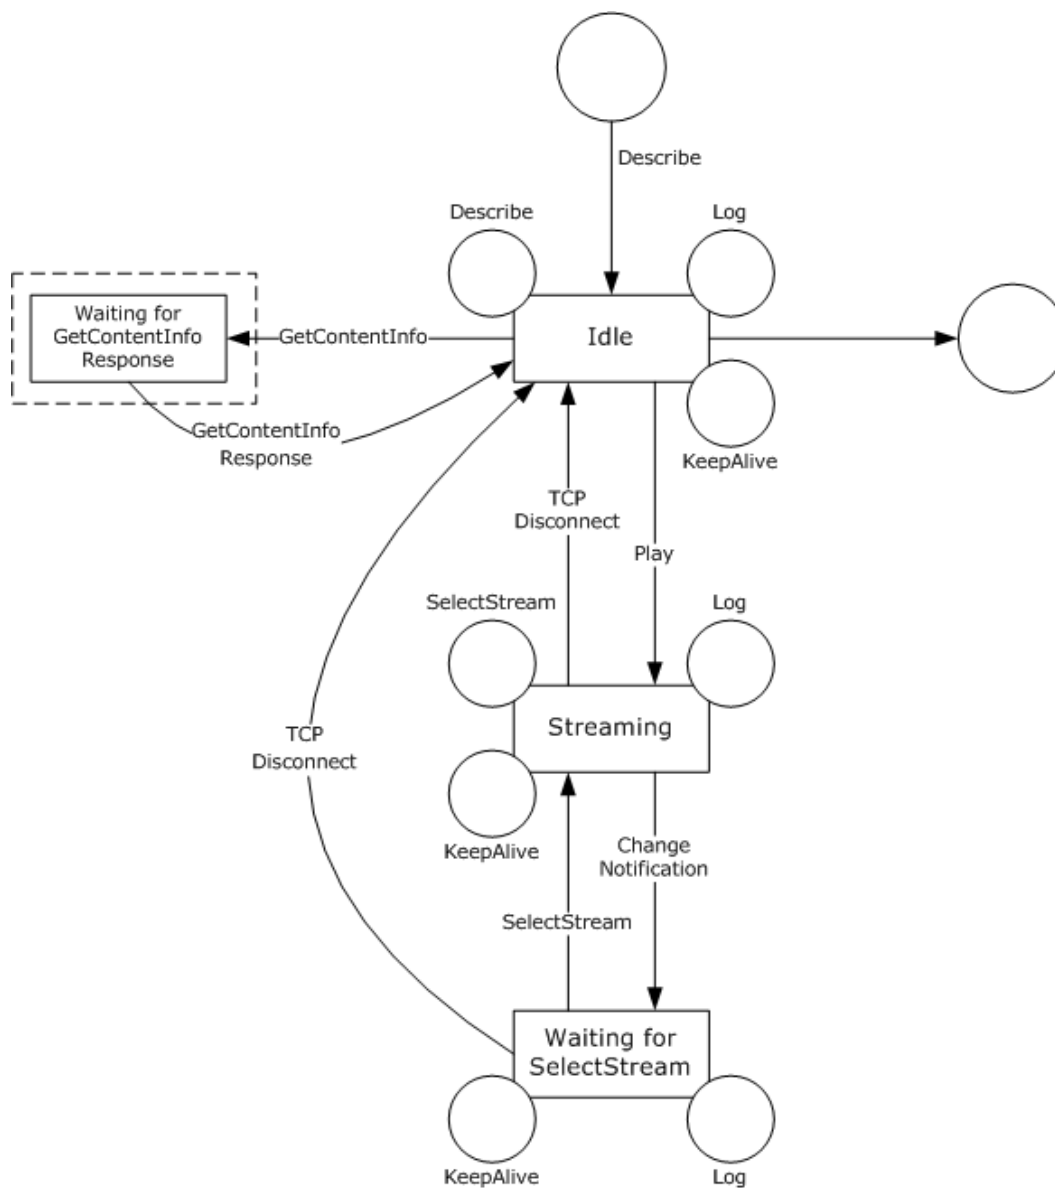 Describe
Describe
Log
Waiting for
GetContentInfo
Response
GetContentInfo
Idle
GetContentInfo
Response
KeepAlive
TCP
Disconnect
Play
SelectStream
Log
Streaming
TCP
Disconnect
KeepAlive
Change
Notification
SelectStream
Waiting for
SelectStream
KeepAlive
Log